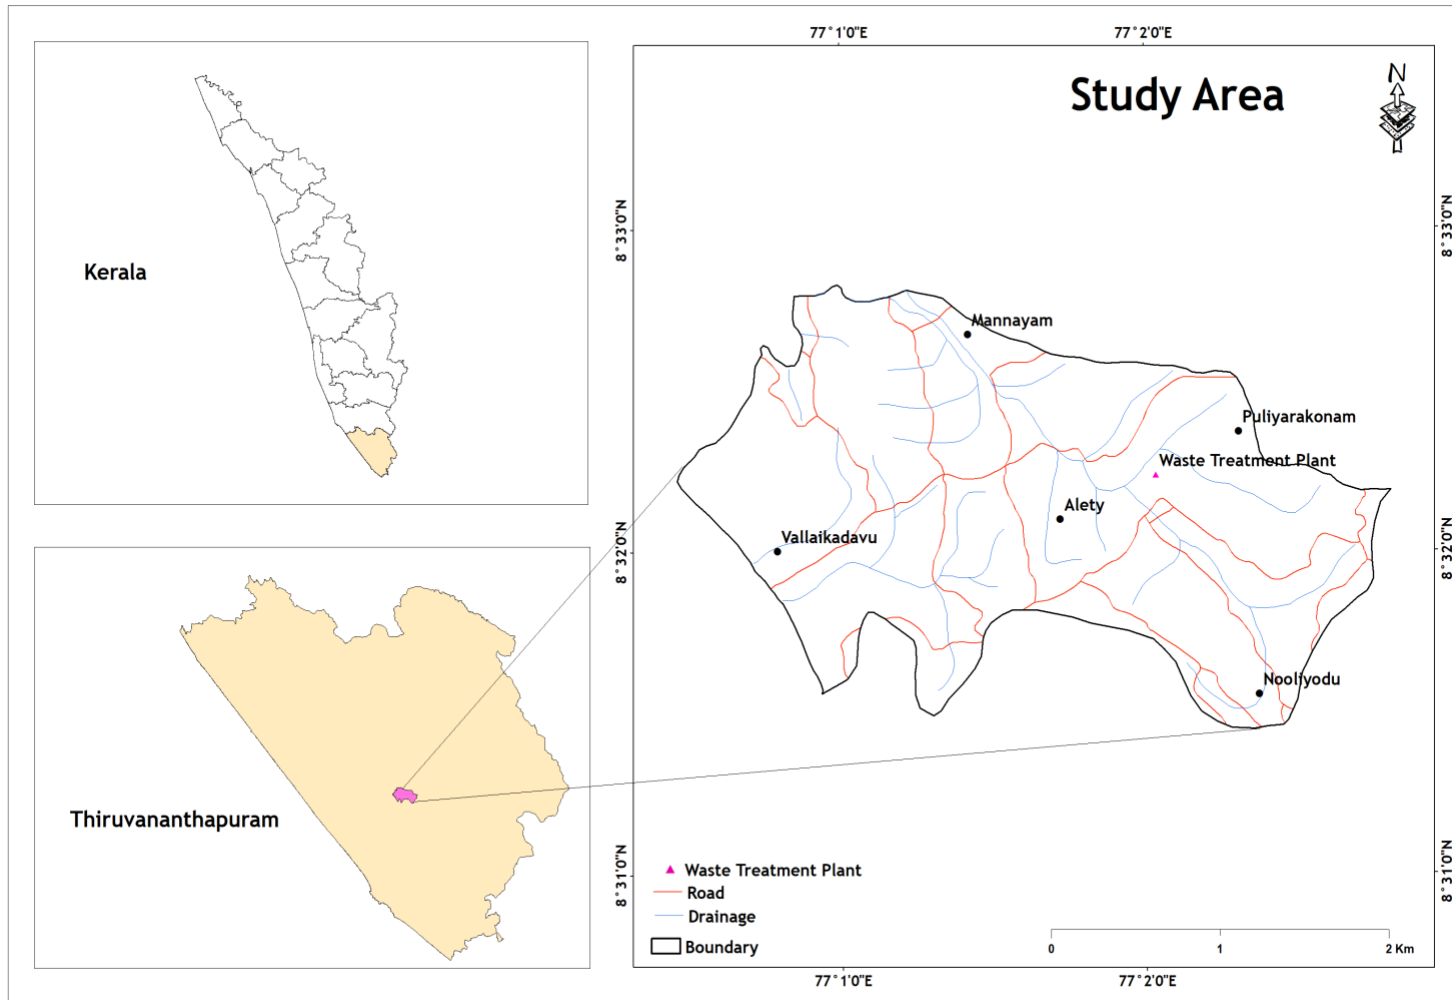 77°1'0"E
77°2'0"E
Study Area
N
8°33'0"N
8°33'0"N
Kerala
Mannayam
Puliyarakonam
Waste Treatment Plant
Alety
Vallaikadavu
8°32'0"N
8°32'0"N
Nooliyodu
Thiruvananthapuram
8°31'0"N
8°31'0"N
Waste Treatment Plant
Road
Drainage
Boundary
0 1 2 Km
77°1'0"E
77°2'0"E